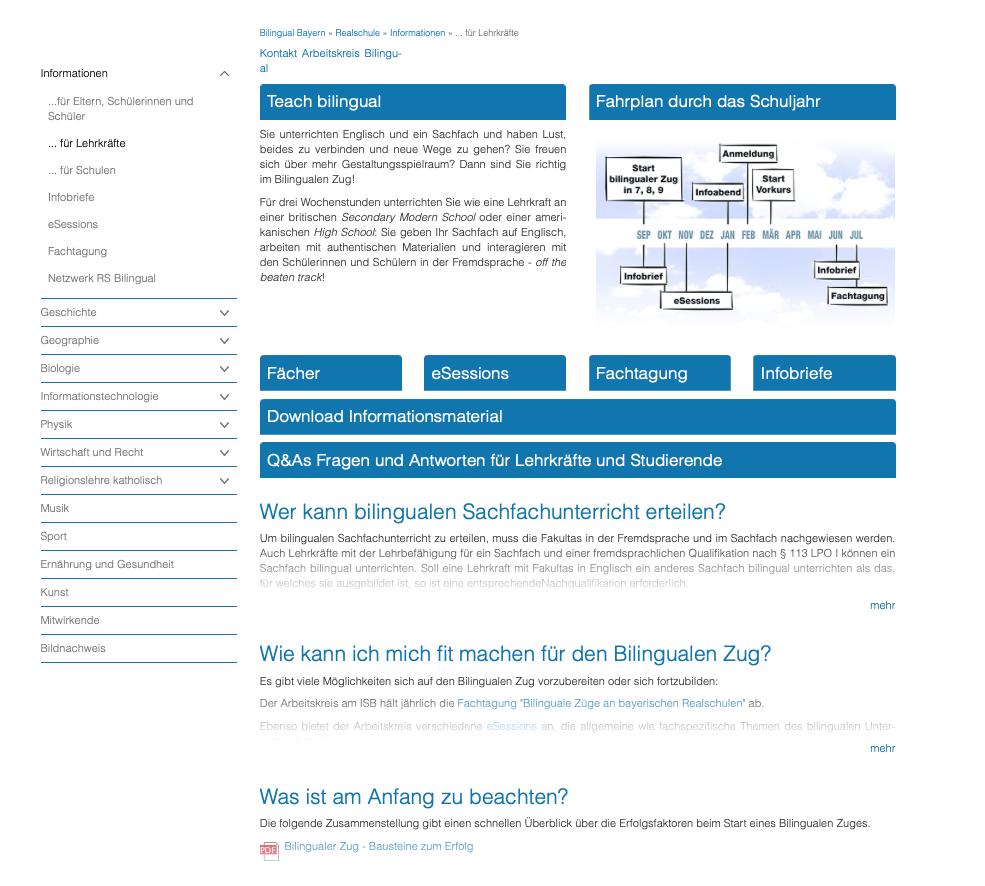 Bilingual Bayern » Realschule » Informationen » ... für Lehrkräfte
Kontakt Arbeitskreis Bilingu-
al
Informationen
...für Eltern, Schülerinnen und
Schüler
... für Lehrkräfte
... für Schulen
Infobriefe
eSessions
Fachtagung
Netzwerk RS Bilingual
Geschichte
Geographie
Biologie
Informationstechnologie
Physik
Wirtschaft und Recht
Religionslehre katholisch
Musik
Sport
Ernährung und Gesundheit
Kunst
Mitwirkende
Bildnachweis
Teach bilingual
Sie unterrichten Englisch und ein Sachfach und haben Lust,
beides zu verbinden und neue Wege zu gehen? Sie freuen
sich über mehr Gestaltungsspielraum? Dann sind Sie richtig
im Bilingualen Zug!
Für drei Wochenstunden unterrichten Sie wie eine Lehrkraft an
einer britischen Secondary Modern School oder einer ameri-
kanischen High School: Sie geben Ihr Sachfach auf Englisch,
arbeiten mit authentischen Materialien und interagieren mit
den Schülerinnen und Schülern in der Fremdsprache - off the
beaten track!
Fahrplan durch das Schuljahr
Anmeldung
Start
bilingualer Zug
in 7, 8, 9
Infoabend
Start
Vorkurs
SEP OKT NOV DEZ JAN FEB MÄR APR MAI JUN JUL
Infobrief
eSessions
Infobrief
Fachtagung
Fächer
eSessions
Fachtagung
Infobriefe
Download Informationsmaterial
Q&As Fragen und Antworten für Lehrkräfte und Studierende
Wer kann bilingualen Sachfachunterricht erteilen?
Um bilingualen Sachfachunterricht zu erteilen, muss die Fakultas in der Fremdsprache und im Sachfach nachgewiesen werden.
Auch Lehrkräfte mit der Lehrbefähigung für ein Sachfach und einer fremdsprachlichen Qualifikation nach § 113 LPO I können ein
Sachfach bilingual unterrichten. Soll eine Lehrkraft mit Fakultas in Englisch ein anderes Sachfach bilingual unterrichten als das,
für welches sie ausgebildet ist, so ist eine entsprechendeNachqualifikation erforderlich.
mehr
Wie kann ich mich fit machen für den Bilingualen Zug?
Es gibt viele Möglichkeiten sich auf den Bilingualen Zug vorzubereiten oder sich fortzubilden:
Der Arbeitskreis am ISB hält jährlich die Fachtagung "Bilinguale Züge an bayerischen Realschulen" ab.
Ebenso bietet der Arbeitskreis verschiedene eSessions an, die allgemeine wie fachspezifische Themen des bilingualen Unter-
mehr
Was ist am Anfang zu beachten?
Die folgende Zusammenstellung gibt einen schnellen Überblick über die Erfolgsfaktoren beim Start eines Bilingualen Zuges.
PDF Bilingualer Zug - Bausteine zum Erfolg